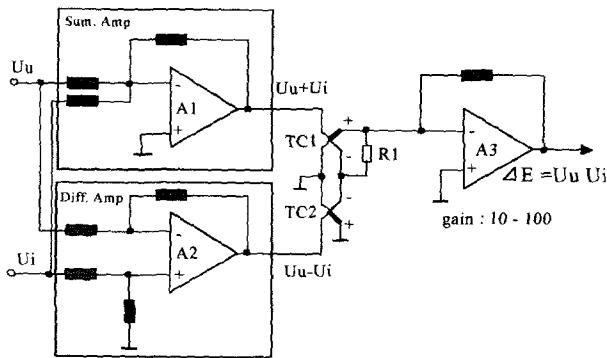 Sum. Amp
Uu
-
A1
+
Uu+Ui
TC1
+
-
R1
-
A3
+
ΔE =Uu Ui
gain : 10 - 100
Diff. Amp
-
A2
+
Ui
Uu-Ui
TC2
-
+